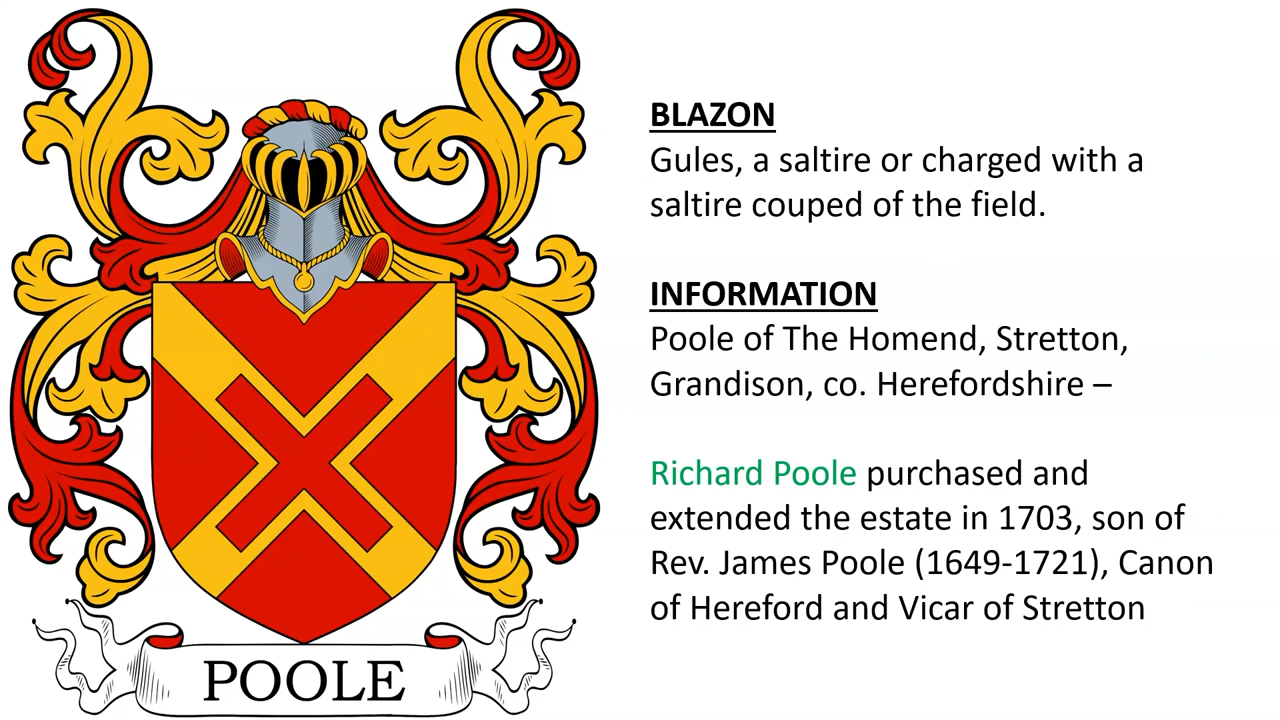 BLAZON
Gules, a saltire or charged with a
saltire couped of the field.
INFORMATION
Poole of The Homend, Stretton,
Grandison, co. Herefordshire –
Richard Poole purchased and
extended the estate in 1703, son of
Rev. James Poole (1649-1721), Canon
of Hereford and Vicar of Stretton
POOLE